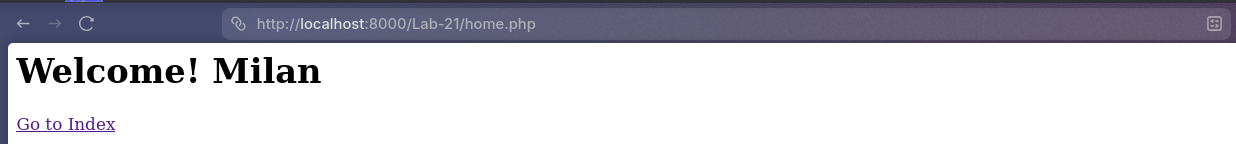 http://localhost:8000/Lab-21/home.php
Welcome! Milan
Go to Index